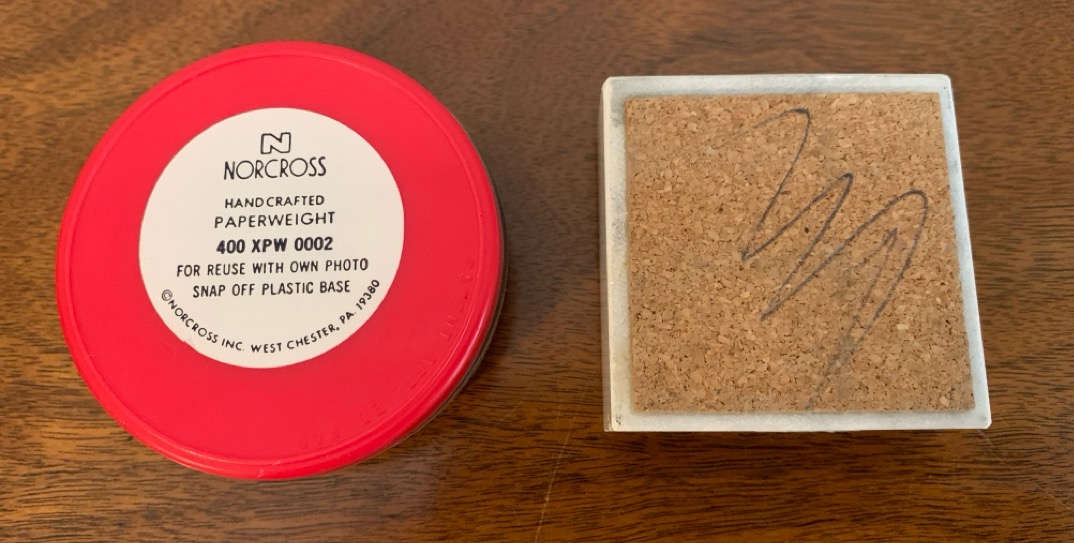 N
NORCROSS
HANDCRAFTED
PAPERWEIGHT
400 XPW 0002
FOR REUSE WITH OWN PHOTO
SNAP OFF PLASTIC BASE
©NORCROSS INC. WEST CHESTER, PA. 19380